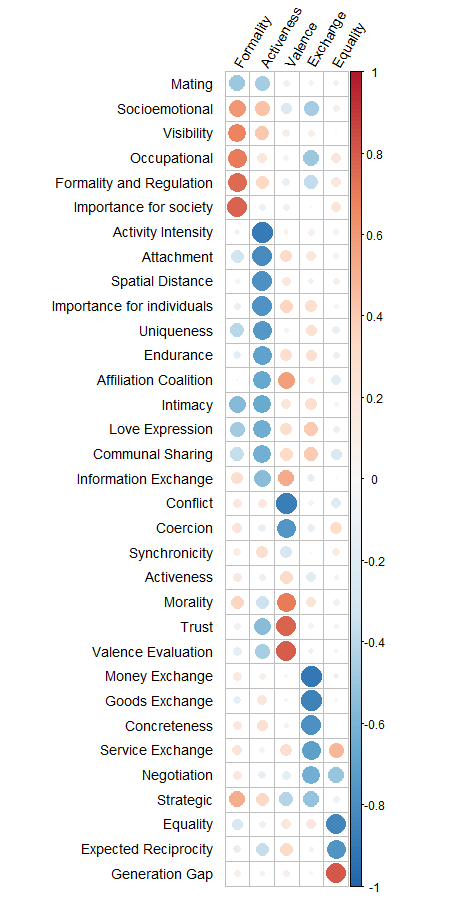 Formality
Activeness
Valence
Exchange
Equality
Mating
Socioemotional
Visibility
Occupational
Formality and Regulation
Importance for society
Activity Intensity
Attachment
Spatial Distance
Importance for individuals
Uniqueness
Endurance
Affiliation Coalition
Intimacy
Love Expression
Communal Sharing
Information Exchange
Conflict
Coercion
Synchronicity
Activeness
Morality
Trust
Valence Evaluation
Money Exchange
Goods Exchange
Concreteness
Service Exchange
Negotiation
Strategic
Equality
Expected Reciprocity
Generation Gap
1
0.8
0.6
0.4
0.2
0
-0.2
-0.4
-0.6
-0.8
-1